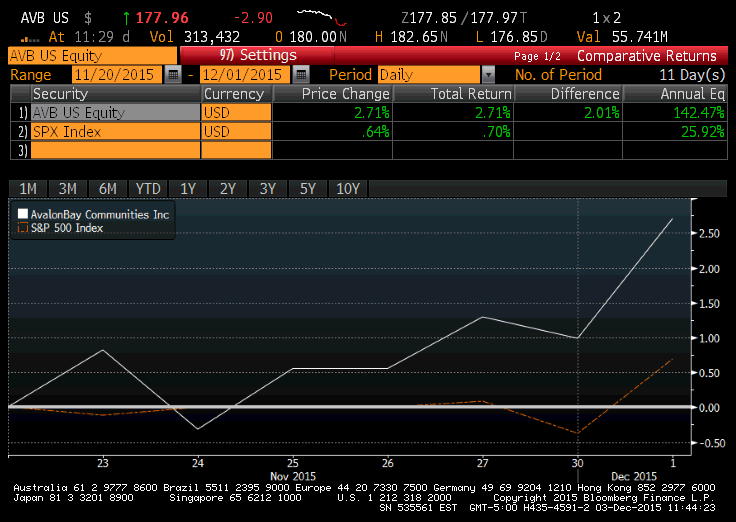 AVB US $ ↑ 177.96 -2.90 Z177.85/177.97T 1x2
At 11:29 d Vol 313,432 O 180.00N H 182.65N L 176.85D Val 55.741M
AVB US Equity 97) Settings Page 1/2 Comparative Returns
Range 11/20/2015 - 12/01/2015 Period Daily No. of Period 11 Day(s)
Security Currency Price Change Total Return Difference Annual Eq
1) AVB US Equity USD 2.71% 2.71% 2.01% 142.47%
2) SPX Index USD .64% .70% 25.92%
3)
1M 3M 6M YTD 1Y 2Y 3Y 5Y 10Y
AvalonBay Communities Inc
S&P 500 Index
2.50
2.00
1.50
1.00
0.50
0.00
-0.50
23 24 25 26 27 30 1
Nov 2015 Dec 2015
Australia 61 2 9777 8600 Brazil 5511 2395 9000 Europe 44 20 7330 7500 Germany 49 69 9204 1210 Hong Kong 852 2977 6000
Japan 81 3 3201 8900 Singapore 65 6212 1000 U.S. 1 212 318 2000 Copyright 2015 Bloomberg Finance L.P.
SN 535561 EST GMT-5:00 H435-4591-2 03-Dec-2015 11:44:23